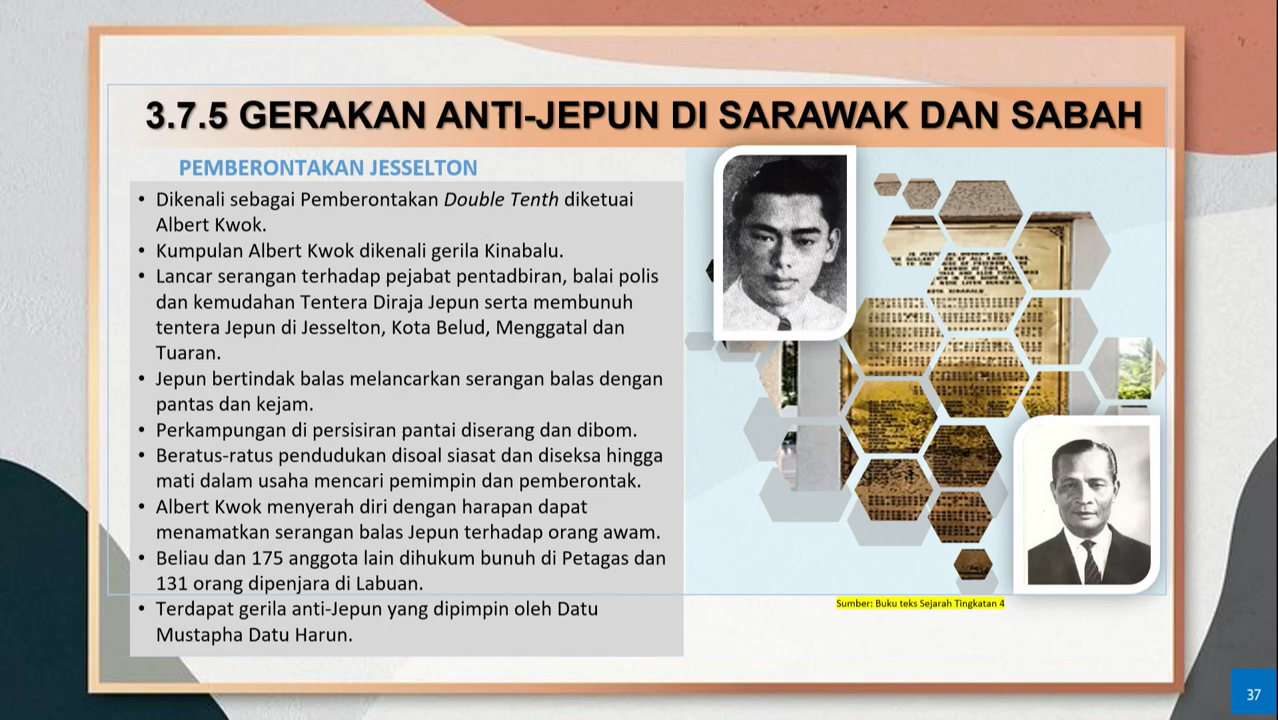 3.7.5 GERAKAN ANTI-JEPUN DI SARAWAK DAN SABAH
PEMBERONTAKAN JESSELTON
• Dikenali sebagai Pemberontakan Double Tenth diketuai
Albert Kwok.
• Kumpulan Albert Kwok dikenali gerila Kinabalu.
• Lancar serangan terhadap pejabat pentadbiran, balai polis
dan kemudahan Tentera Diraja Jepun serta membunuh
tentera Jepun di Jesselton, Kota Belud, Menggatal dan
Tuaran.
• Jepun bertindak balas melancarkan serangan balas dengan
pantas dan kejam.
• Perkampungan di persisiran pantai diserang dan dibom.
• Beratus-ratus pendudukan disoal siasat dan diseksa hingga
mati dalam usaha mencari pemimpin dan pemberontak.
• Albert Kwok menyerah diri dengan harapan dapat
menamatkan serangan balas Jepun terhadap orang awam.
• Beliau dan 175 anggota lain dihukum bunuh di Petagas dan
131 orang dipenjara di Labuan.
• Terdapat gerila anti-Jepun yang dipimpin oleh Datu
Mustapha Datu Harun.
Sumber: Buku teks Sejarah Tingkatan 4
37